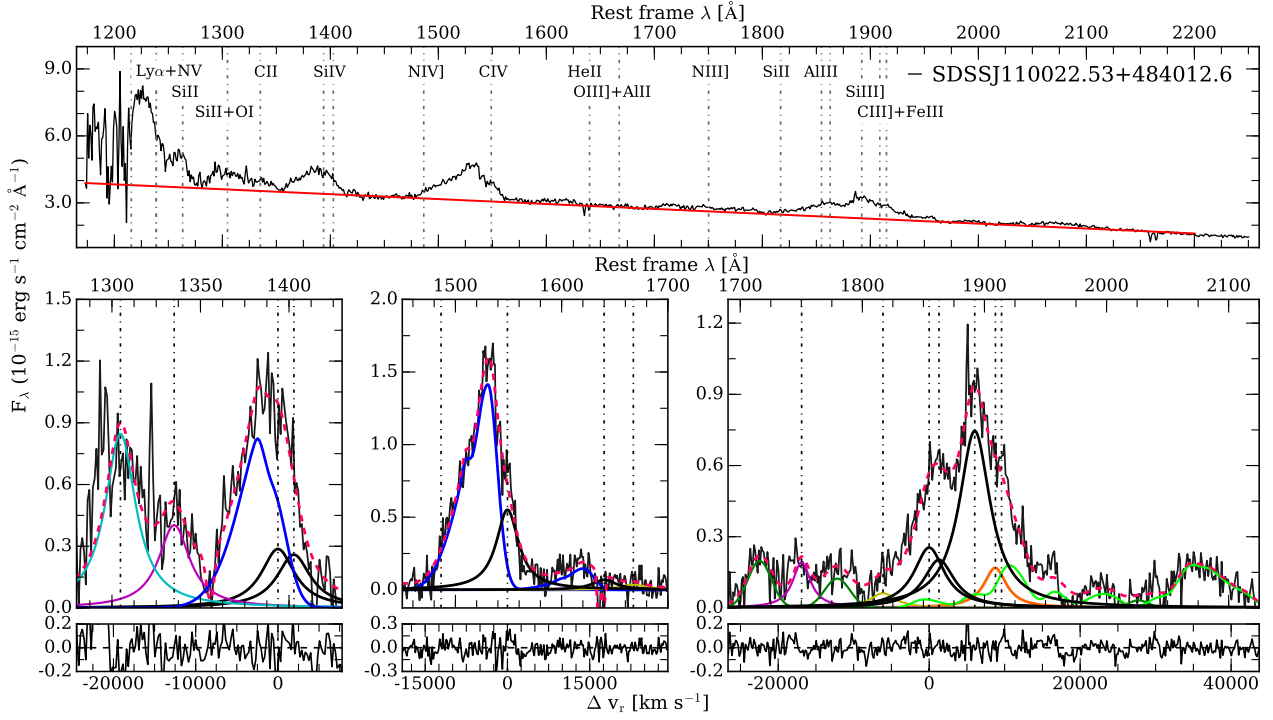 Rest frame λ [Å]
1200 1300 1400 1500 1600 1700 1800 1900 2000 2100 2200
9.0
6.0
3.0
Lyα+NV CII SiIV NIV] CIV HeII NIII] SiII AlIII
− SDSSJ110022.53+484012.6
SiII OIII]+AlII SiIII]
SiII+OI CIII]+FeIII
F_λ (10⁻¹⁵ erg s⁻¹ cm⁻² Å⁻¹)
Rest frame λ [Å]
1300 1350 1400
1500 1600 1700
1700 1800 1900 2000 2100
1.5
1.2
0.9
0.6
0.3
0.0
2.0
1.5
1.0
0.5
0.0
1.2
0.9
0.6
0.3
0.0
0.2
0.0
-0.2
0.3
0.0
-0.3
0.2
0.0
-0.2
-20000 -10000 0
-15000 0 15000
-20000 0 20000 40000
Δ v_r [km s⁻¹]